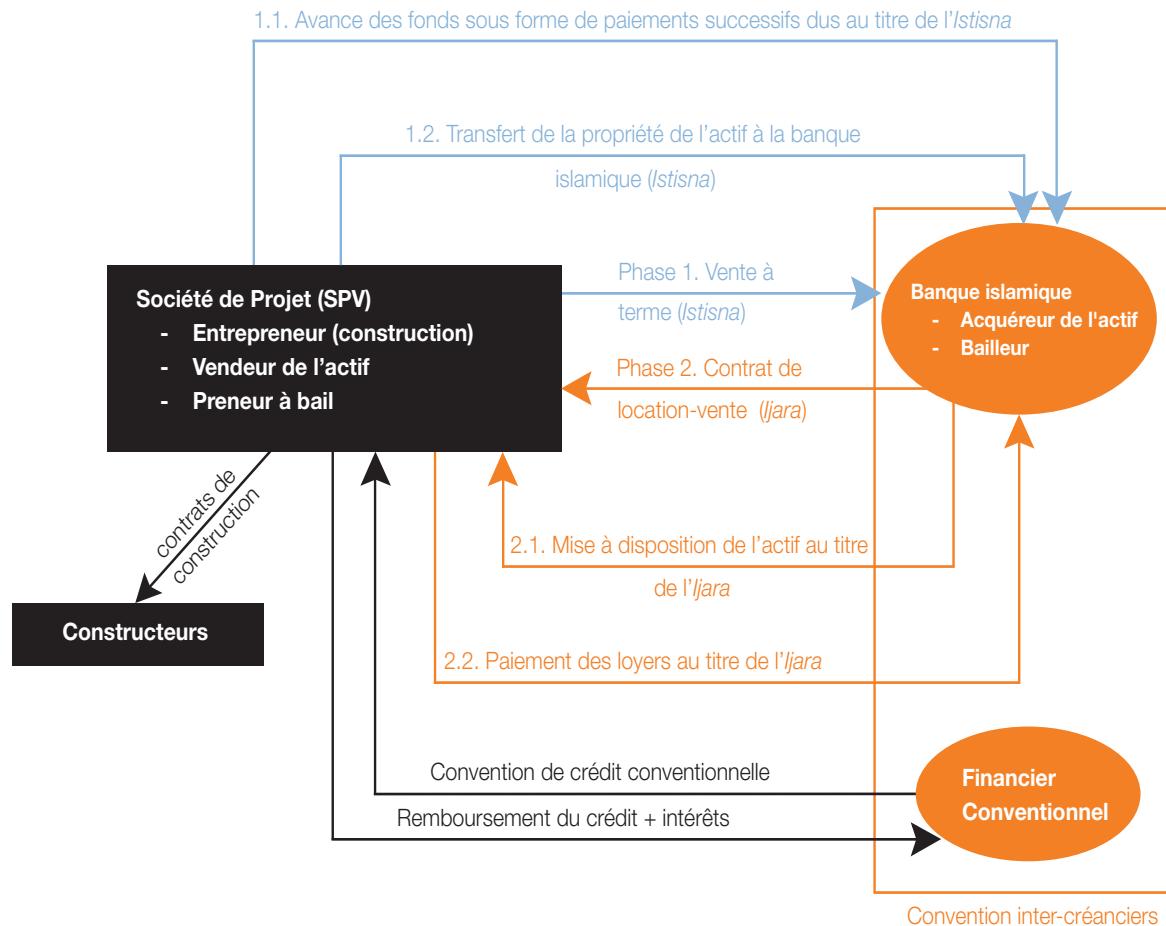 1.1. Avance des fonds sous forme de paiements successifs dus au titre de l’Istisna
1.2. Transfert de la propriété de l’actif à la banque
islamique (Istisna)
Société de Projet (SPV)
- Entrepreneur (construction)
- Vendeur de l’actif
- Preneur à bail
Phase 1. Vente à
terme (Istisna)
Banque islamique
- Acquéreur de l'actif
- Bailleur
Phase 2. Contrat de
location-vente (Ijara)
contrats de
construction
2.1. Mise à disposition de l’actif au titre
de l’Ijara
Constructeurs
2.2. Paiement des loyers au titre de l’Ijara
Convention de crédit conventionnelle
Remboursement du crédit + intérêts
Financier
Conventionnel
Convention inter-créanciers